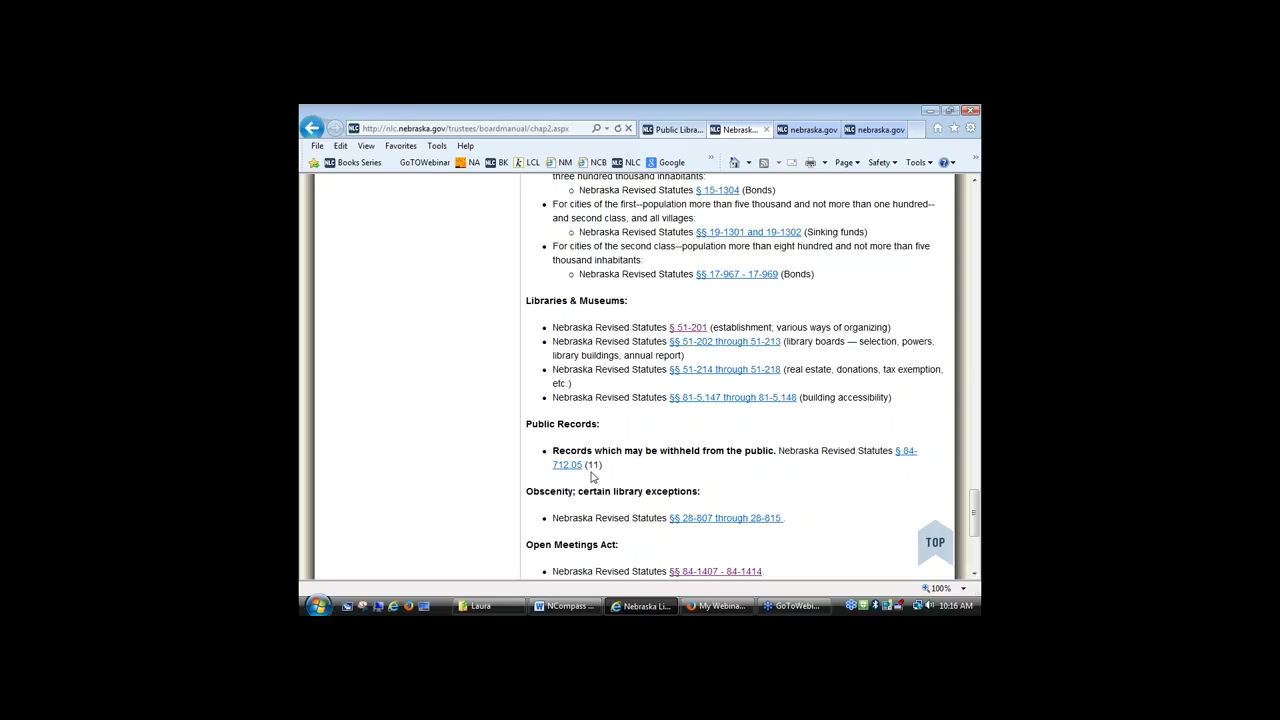 http://nlc.nebraska.gov/trustees/boardmanual/chap2.aspx
NLC Public Libra... NLC Nebrask... NLC nebraska.gov NLC nebraska.gov
File Edit View Favorites Tools Help
NLC Books Series GoTOWebinar NA NLC BK LCL NM NCB NLC Google Page Safety Tools
three hundred thousand inhabitants:
o Nebraska Revised Statutes § 15-1304 (Bonds)
• For cities of the first--population more than five thousand and not more than one hundred--
and second class, and all villages:
o Nebraska Revised Statutes §§ 19-1301 and 19-1302 (Sinking funds)
• For cities of the second class--population more than eight hundred and not more than five
thousand inhabitants:
o Nebraska Revised Statutes §§ 17-967 - 17-969 (Bonds)
Libraries & Museums:
• Nebraska Revised Statutes § 51-201 (establishment; various ways of organizing)
• Nebraska Revised Statutes §§ 51-202 through 51-213 (library boards — selection, powers,
library buildings, annual report)
• Nebraska Revised Statutes §§ 51-214 through 51-218 (real estate, donations, tax exemption,
etc.)
• Nebraska Revised Statutes §§ 81-5,147 through 81-5,148 (building accessibility)
Public Records:
• Records which may be withheld from the public. Nebraska Revised Statutes § 84-
712.05 (11)
Obscenity; certain library exceptions:
• Nebraska Revised Statutes §§ 28-807 through 28-815 .
TOP
Open Meetings Act:
• Nebraska Revised Statutes §§ 84-1407 - 84-1414.
100%
Laura NCompass ... Nebraska Li... My Webina... GoToWebi... 10:16 AM